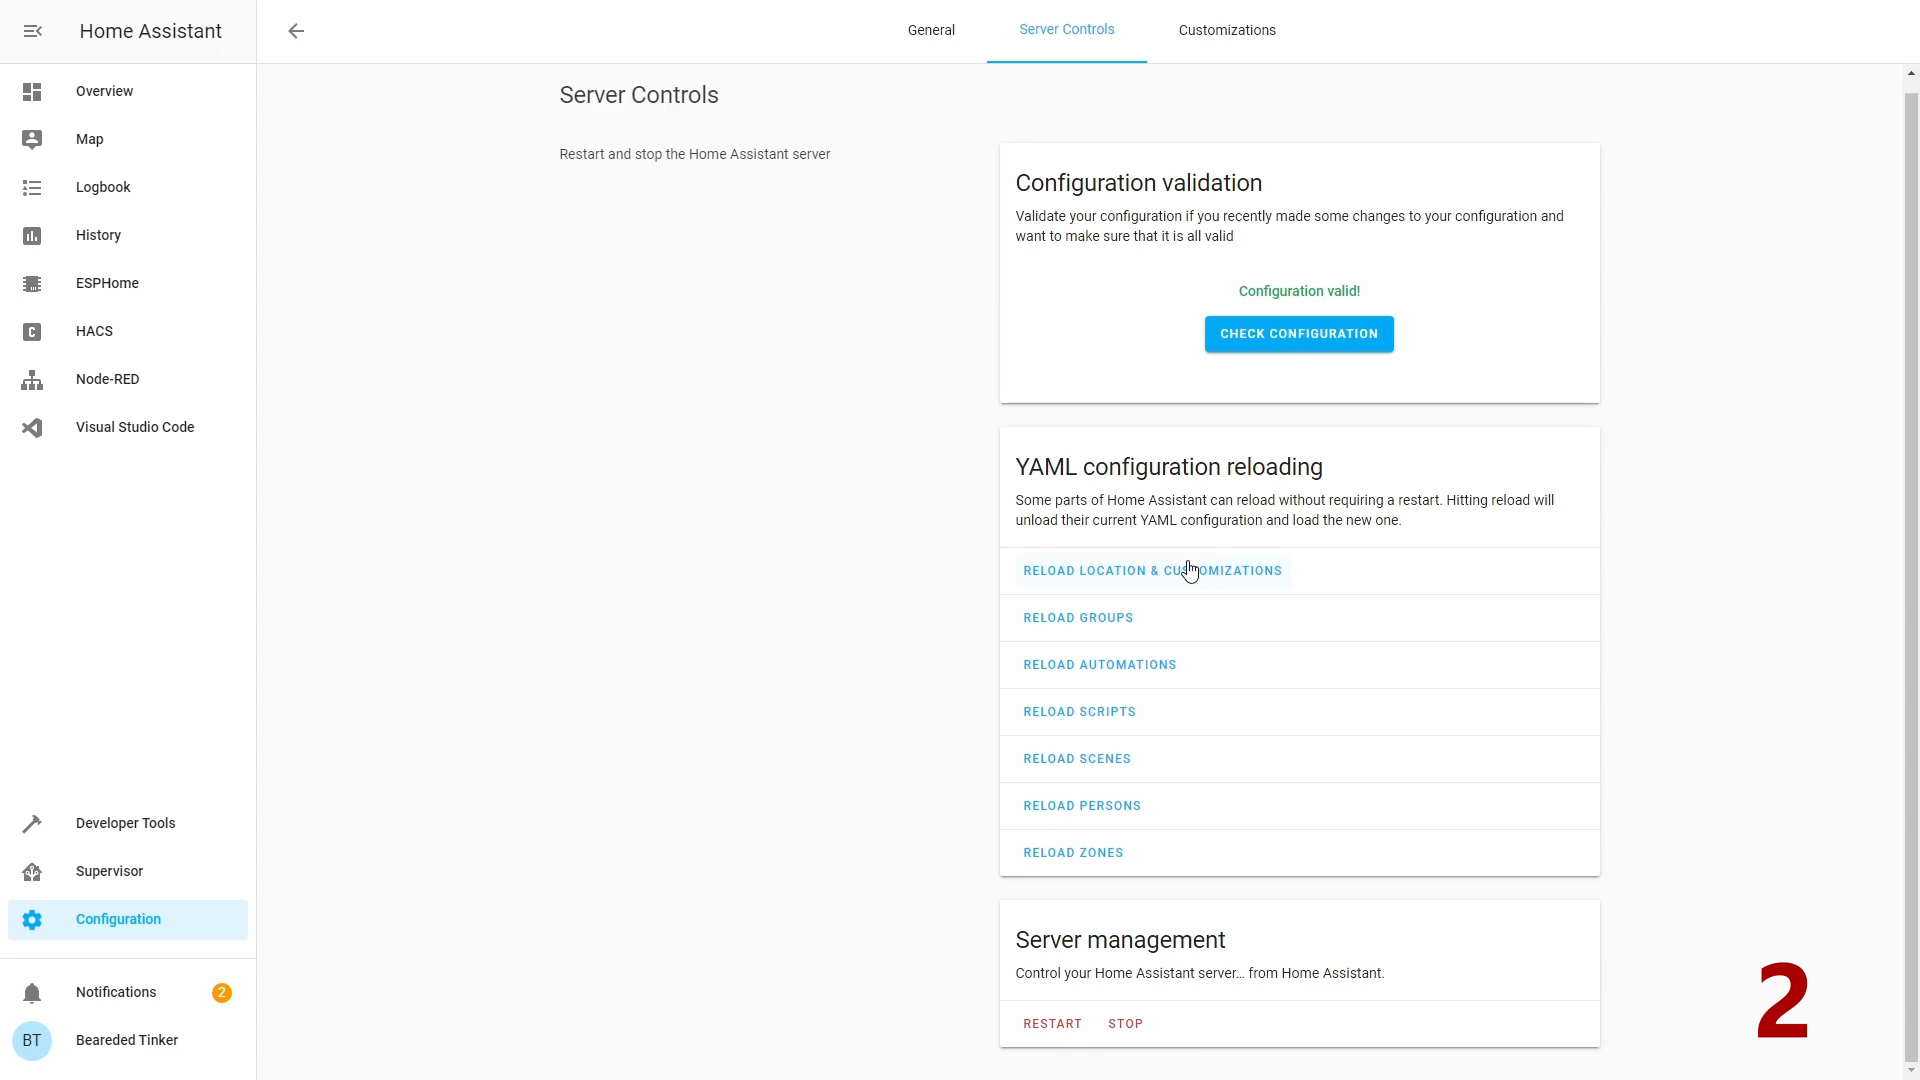 Home Assistant
General
Server Controls
Customizations
Overview
Map
Logbook
History
ESPHome
C
HACS
Node-RED
Visual Studio Code
Developer Tools
Supervisor
Configuration
Notifications
2
BT
Bearded Tinker
Server Controls
Restart and stop the Home Assistant server
Configuration validation
Validate your configuration if you recently made some changes to your configuration and
want to make sure that it is all valid
Configuration valid!
CHECK CONFIGURATION
YAML configuration reloading
Some parts of Home Assistant can reload without requiring a restart. Hitting reload will
unload their current YAML configuration and load the new one.
RELOAD LOCATION & CUSTOMIZATIONS
RELOAD GROUPS
RELOAD AUTOMATIONS
RELOAD SCRIPTS
RELOAD SCENES
RELOAD PERSONS
RELOAD ZONES
Server management
Control your Home Assistant server... from Home Assistant.
RESTART STOP
2